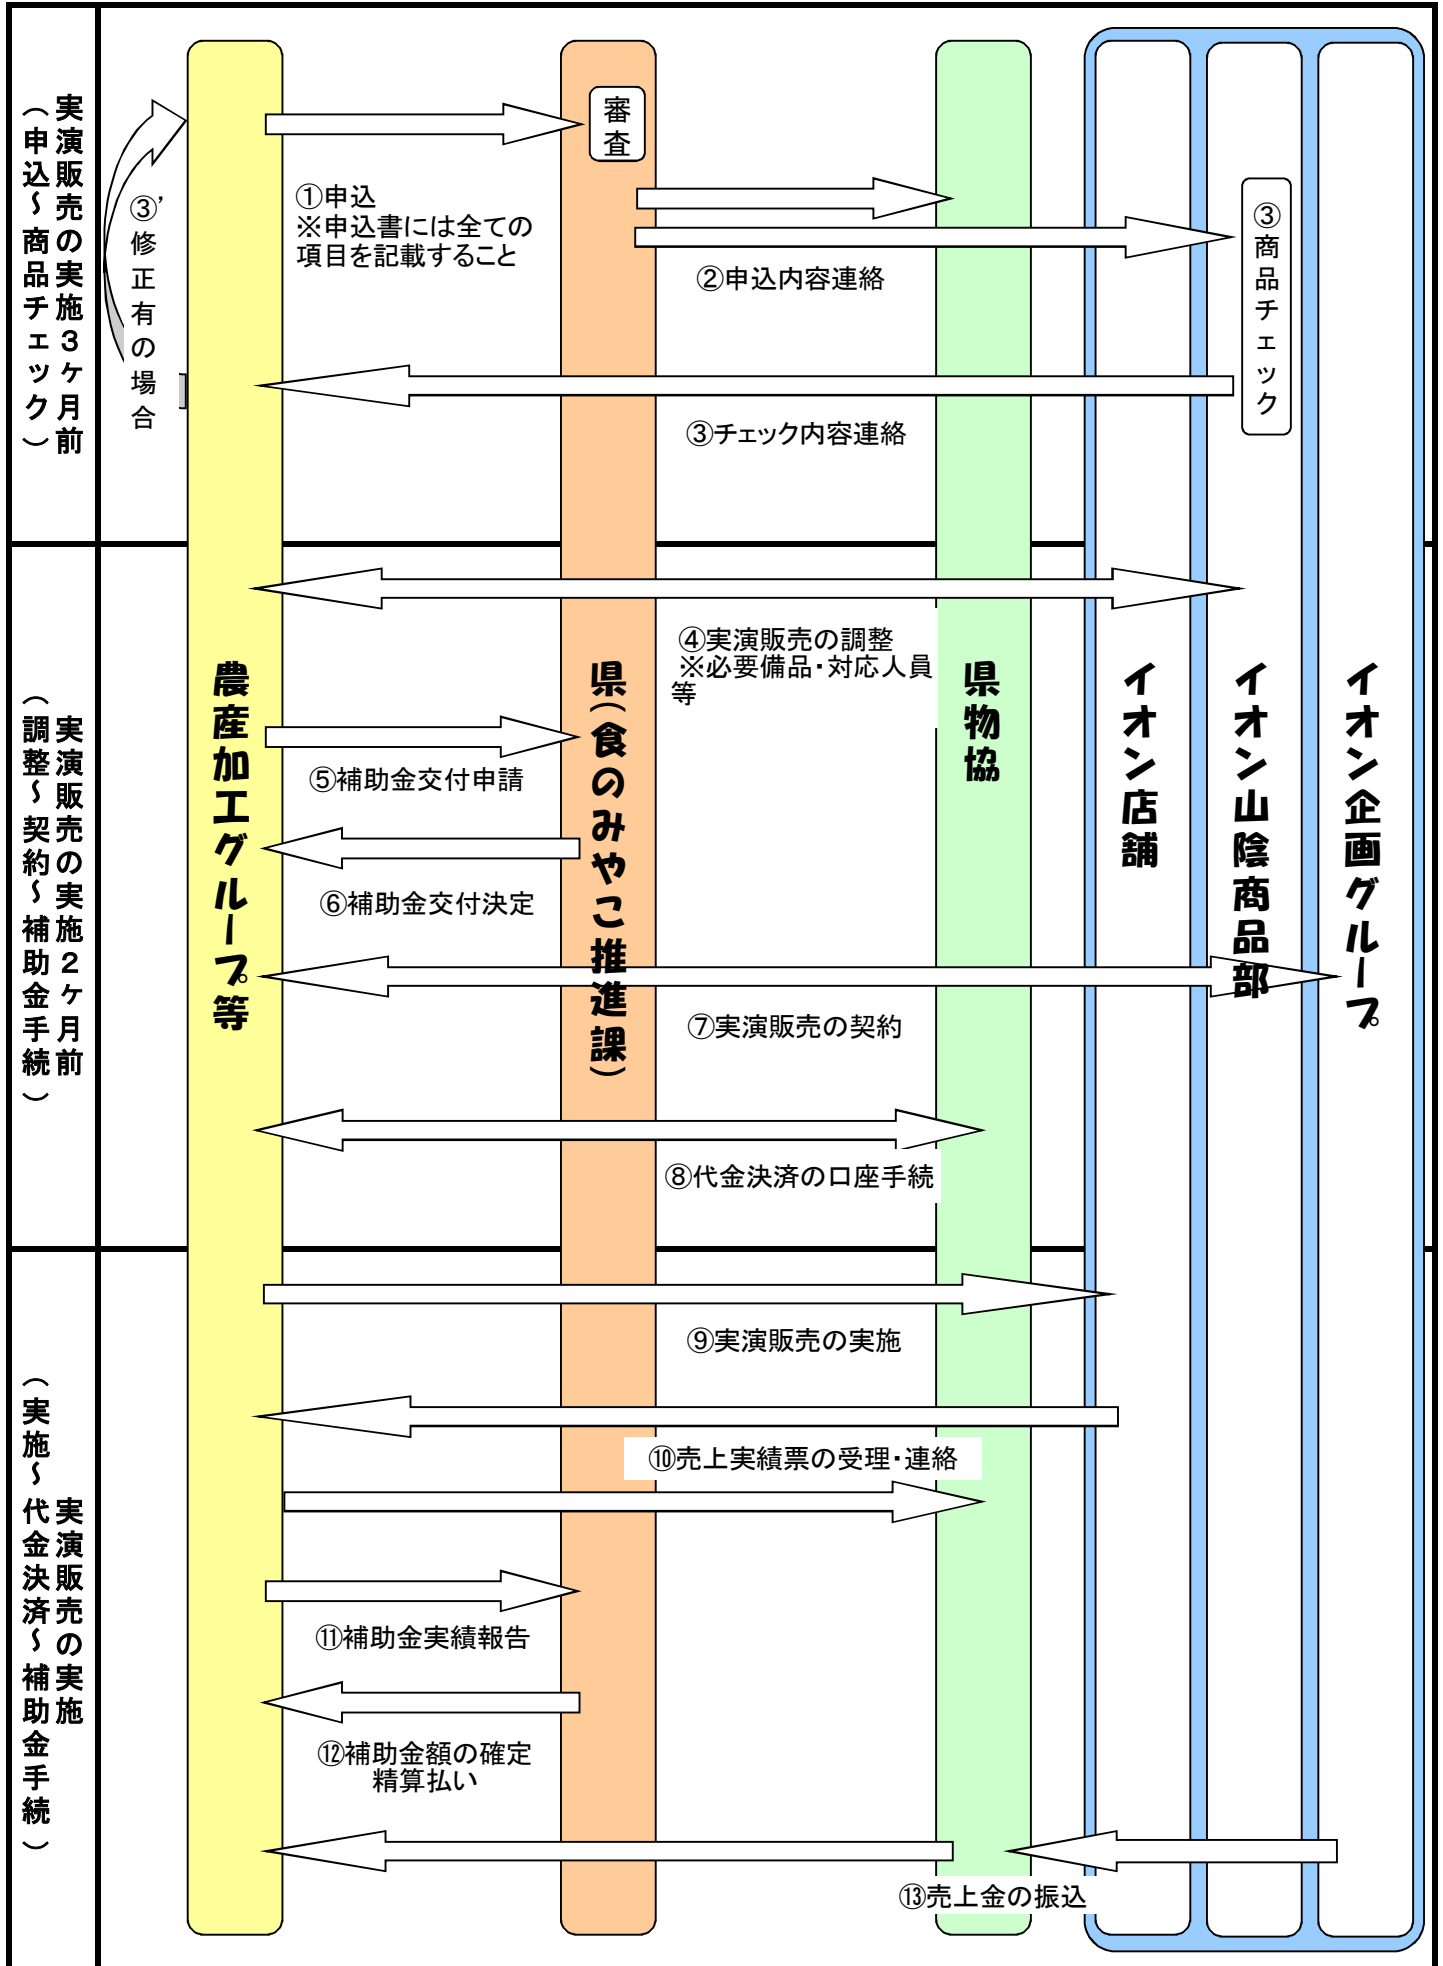 実演販売の実施３ヶ月前
（申込～商品チェック）
審査
①申込
※申込書には全ての
項目を記載すること
②申込内容連絡
③商品チェック
③’修正有の場合
③チェック内容連絡
実演販売の実施２ヶ月前
（調整～契約～補助金手続）
農産加工グループ等
県（食のみやこ推進課）
県物協
イオン店舗
イオン山陰商品部
イオン企画グループ
④実演販売の調整
※必要備品・対応人員
等
⑤補助金交付申請
⑥補助金交付決定
⑦実演販売の契約
⑧代金決済の口座手続
実演販売の実施
（実施～代金決済～補助金手続）
⑨実演販売の実施
⑩売上実績票の受理・連絡
⑪補助金実績報告
⑫補助金額の確定
精算払い
⑬売上金の振込